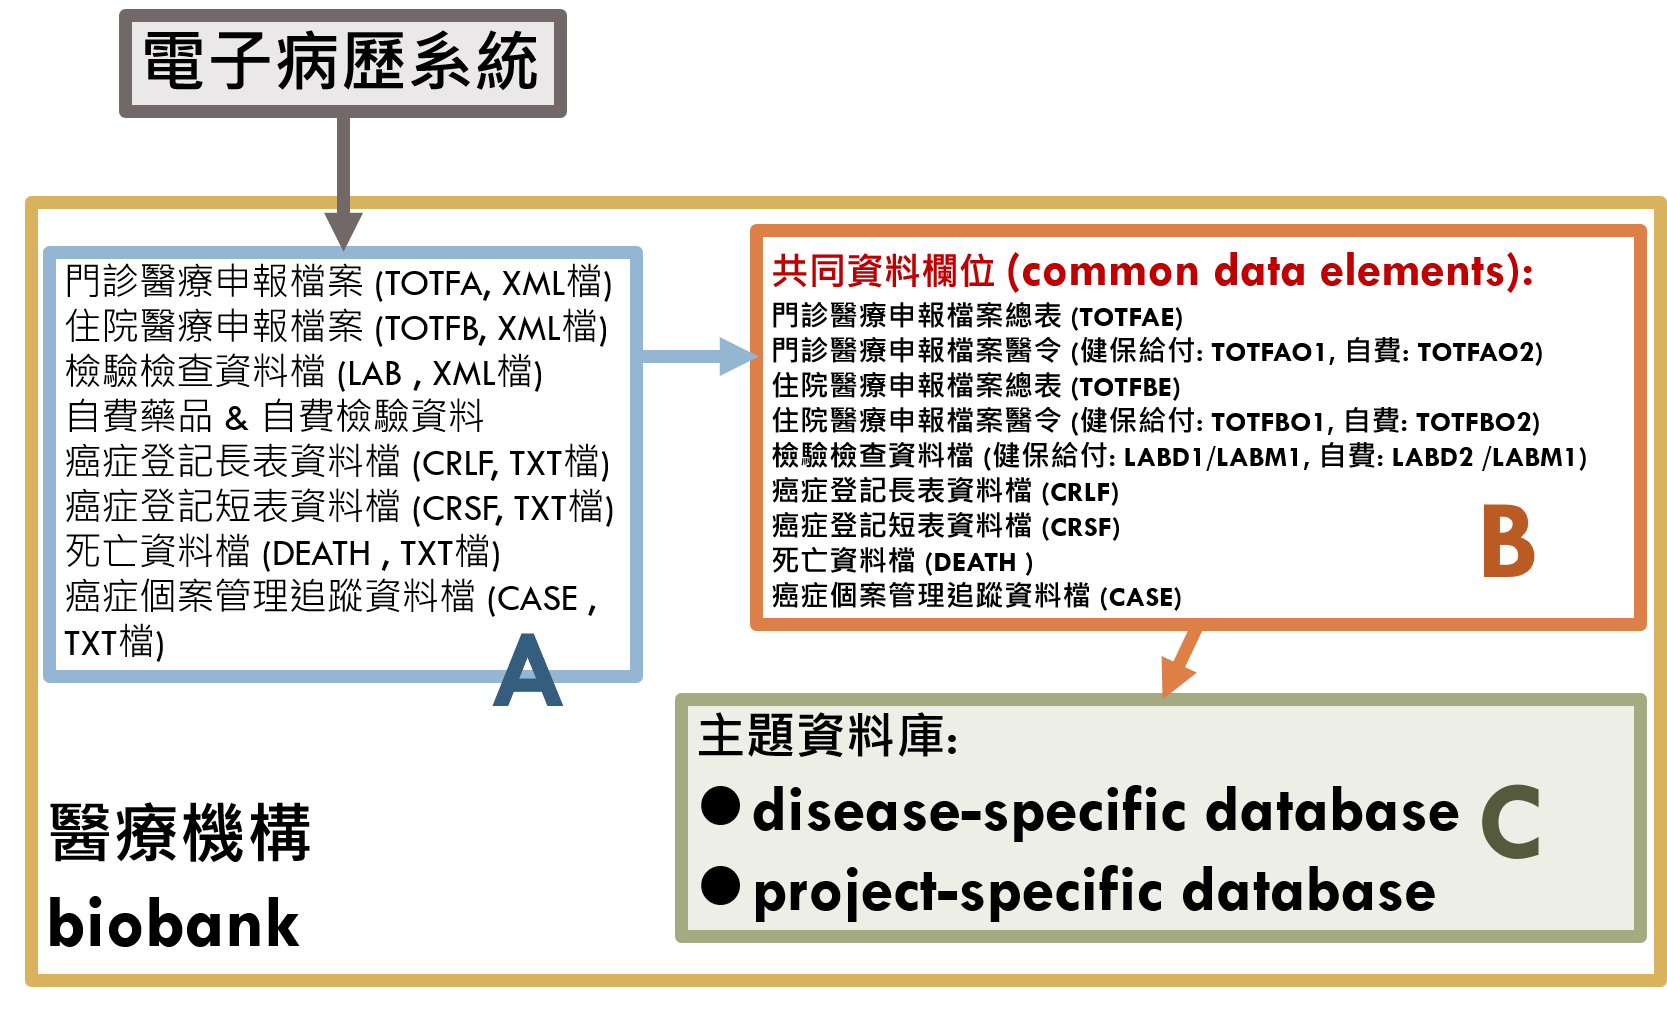 電子病歷系統
門診醫療申報檔案 (TOTFA, XML檔)
住院醫療申報檔案 (TOTFB, XML檔)
檢驗檢查資料檔 (LAB , XML檔)
自費藥品 & 自費檢驗資料
癌症登記長表資料檔 (CRLF, TXT檔)
癌症登記短表資料檔 (CRSF, TXT檔)
死亡資料檔 (DEATH , TXT檔)
癌症個案管理追蹤資料檔 (CASE ,
TXT檔)
A
共同資料欄位 (common data elements):
門診醫療申報檔案總表 (TOTFAE)
門診醫療申報檔案醫令 (健保給付: TOTFAO1, 自費: TOTFAO2)
住院醫療申報檔案總表 (TOTFBE)
住院醫療申報檔案醫令 (健保給付: TOTFBO1, 自費: TOTFBO2)
檢驗檢查資料檔 (健保給付: LABD1/LABM1, 自費: LABD2 /LABM1)
癌症登記長表資料檔 (CRLF)
癌症登記短表資料檔 (CRSF)
死亡資料檔 (DEATH )
癌症個案管理追蹤資料檔 (CASE)
B
主題資料庫:
● disease-specific database
● project-specific database
C
醫療機構
biobank